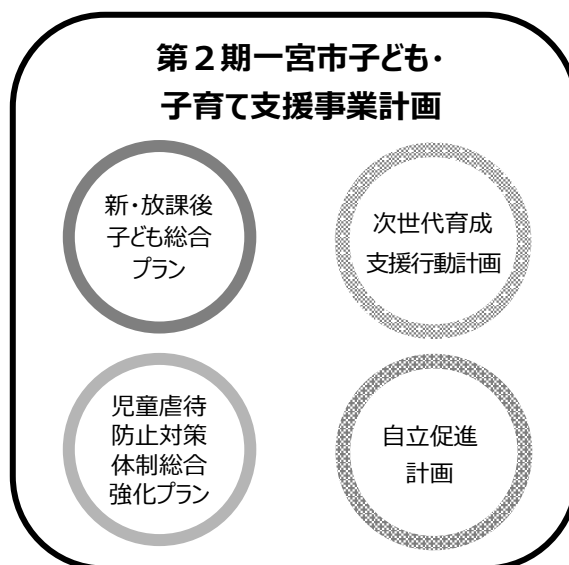 第２期一宮市子ども・
子育て支援事業計画
新・放課後
子ども総合
プラン
次世代育成
支援行動計画
児童虐待
防止対策
体制総合
強化プラン
自立促進
計画